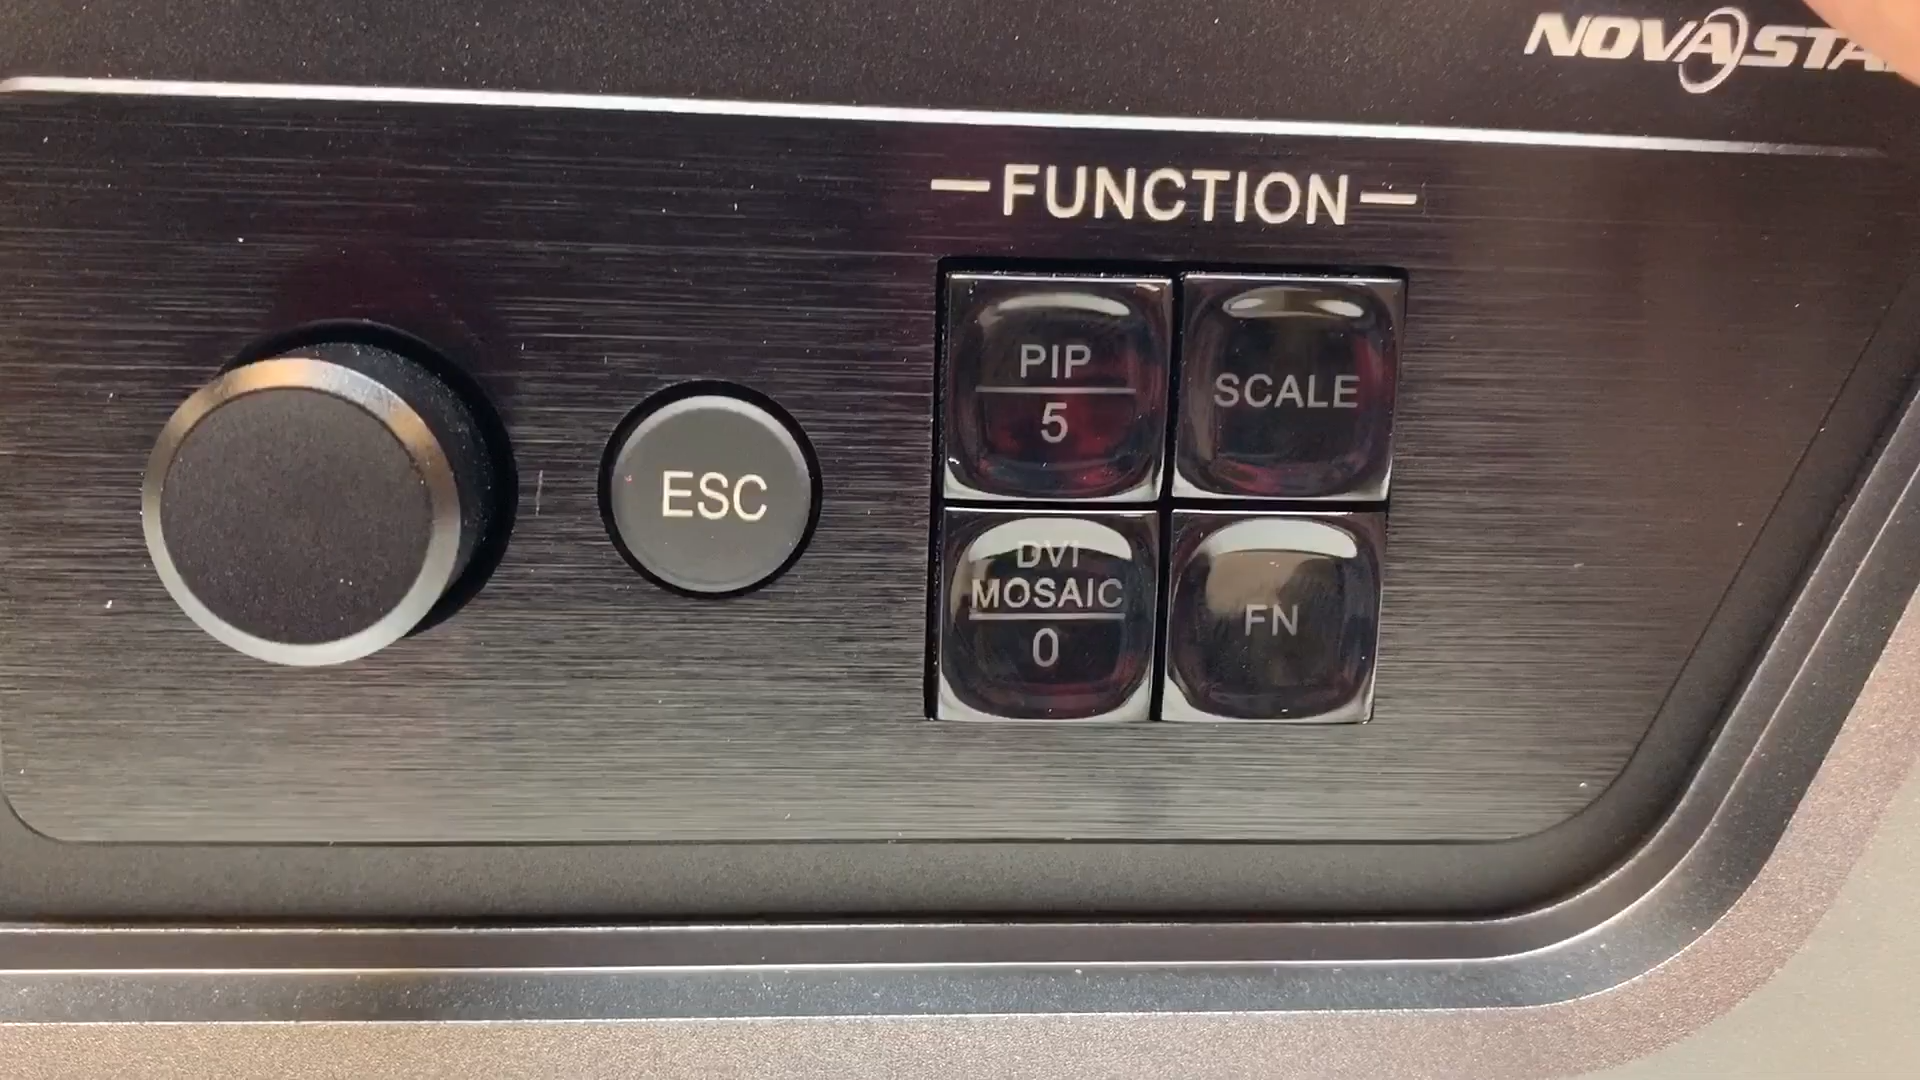 NOVASTA
FUNCTION
PIP
5
SCALE
ESC
DVI
MOSAIC
0
FN